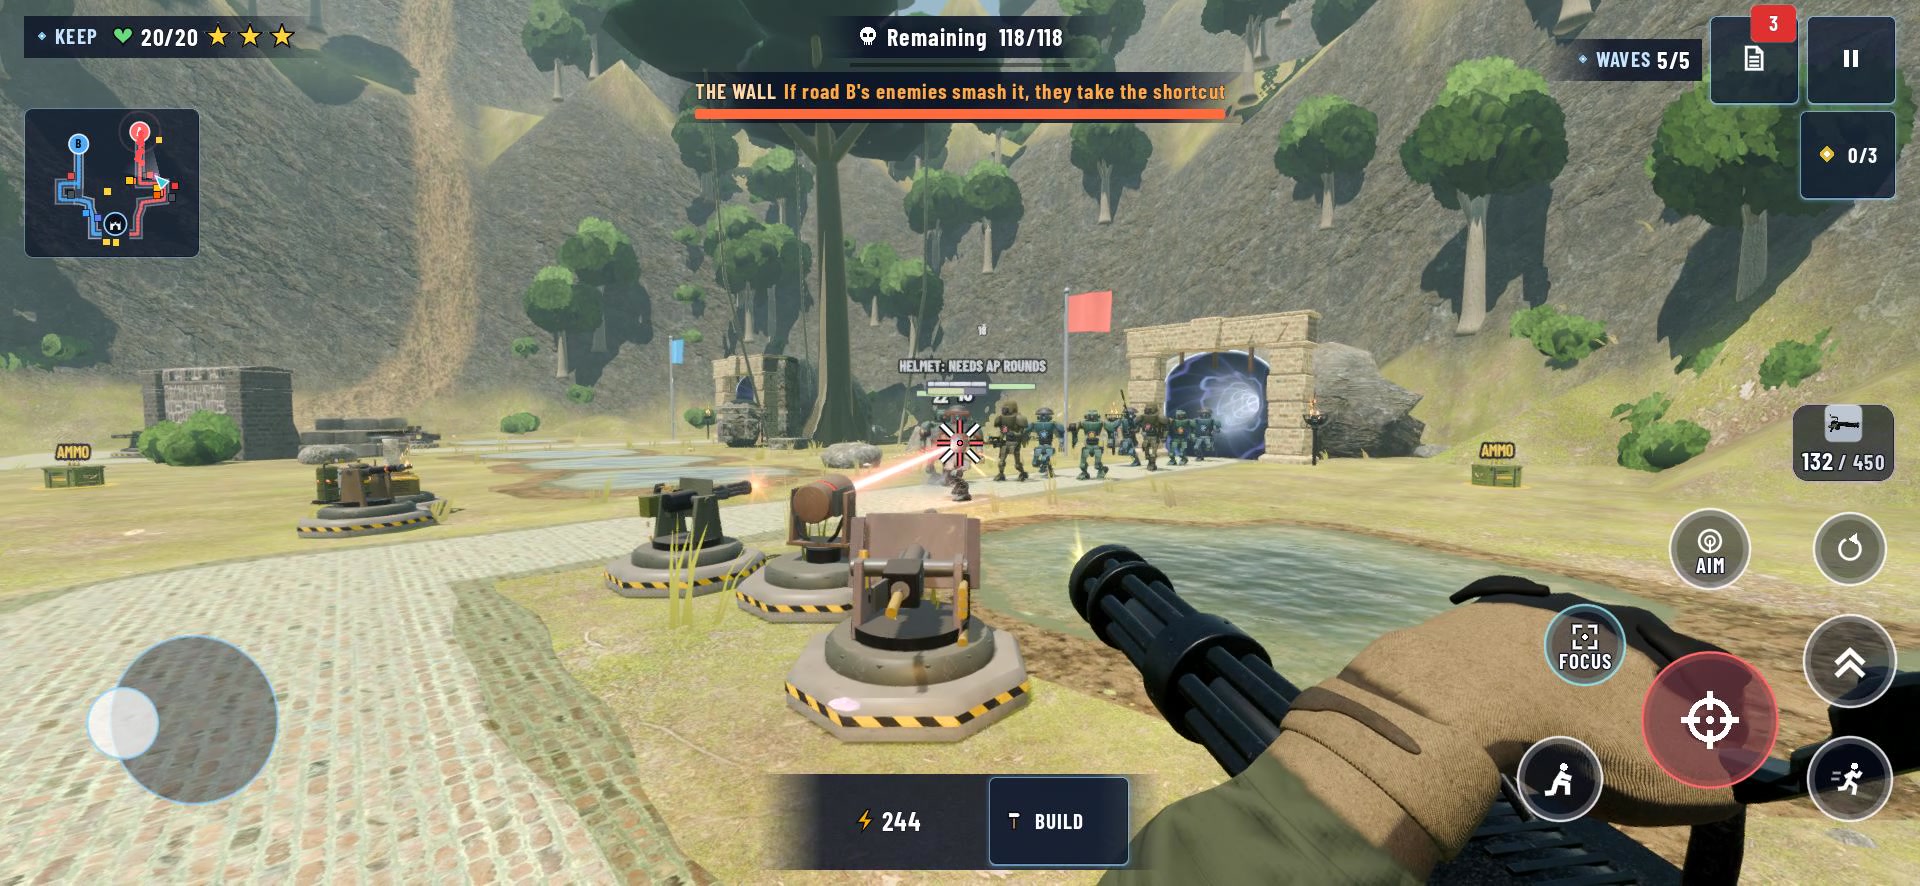 KEEP 20/20
Remaining 118/118
3
WAVES 5/5
THE WALL If road B's enemies smash it, they take the shortcut
B
0/3
HELMET: NEEDS AP ROUNDS
AMMO
AMMO
132 / 450
AIM
FOCUS
244
BUILD